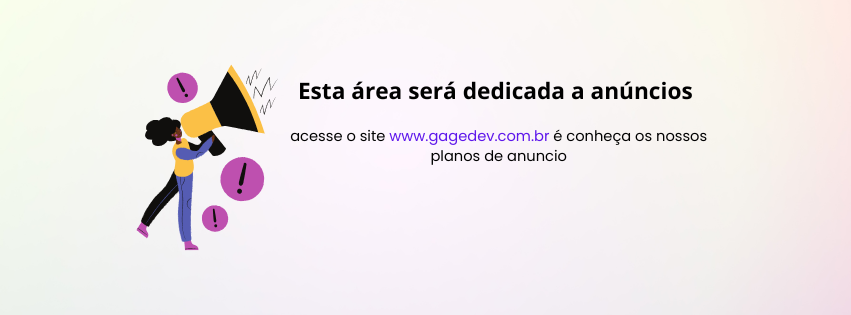 Esta área será dedicada a anúncios
acesse o site www.gagedev.com.br é conheça os nossos
planos de anuncio